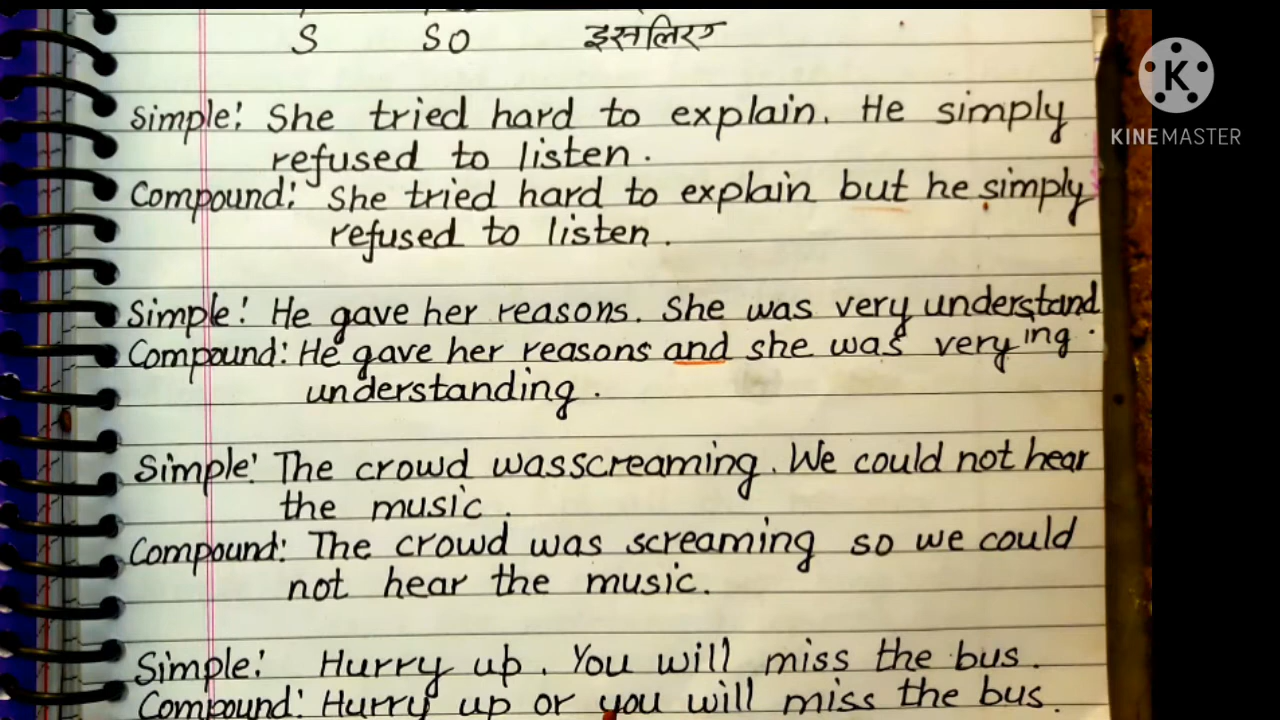 S SO इसलिए
Simple: She tried hard to explain. He simply
refused to listen.
Compound: She tried hard to explain but he simply
refused to listen.
Simple: He gave her reasons. She was very understand
ing.
Compound: He gave her reasons and she was very
understanding.
Simple: The crowd wasscreaming. We could not hear
the music.
Compound: The crowd was screaming so we could
not hear the music.
Simple: Hurry up. You will miss the bus.
Compound: Hurry up or you will miss the bus.
K
KINEMASTER